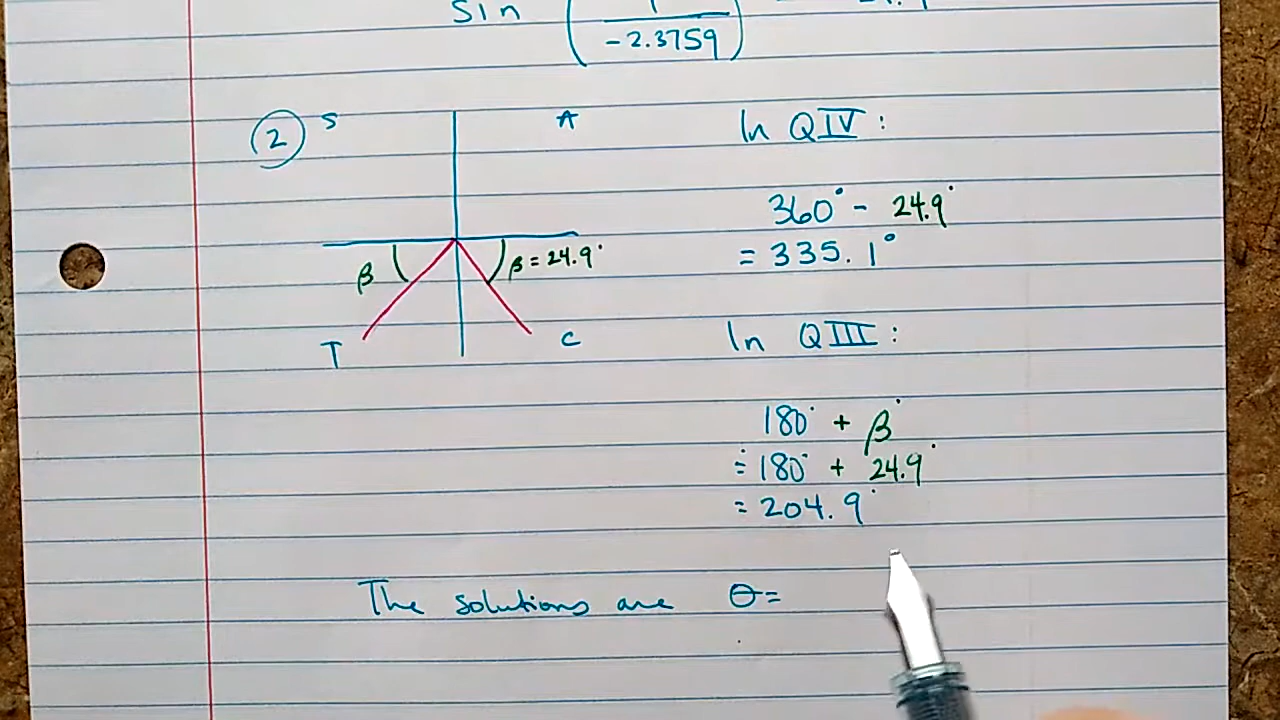 Sin
-2.3759
2 S A
β β = 24.9°
T C
In QIV :
360° - 24.9°
= 335.1°
In QIII :
180° + β°
= 180° + 24.9°
= 204.9°
The solutions are θ=